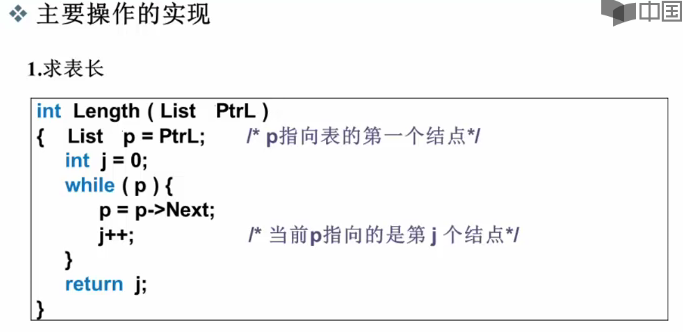 ❖ 主要操作的实现
中国
1.求表长
int Length ( List PtrL )
{ List p = PtrL; /* p指向表的第一个结点*/
int j = 0;
while ( p ) {
p = p->Next;
j++; /* 当前p指向的是第 j 个结点*/
}
return j;
}